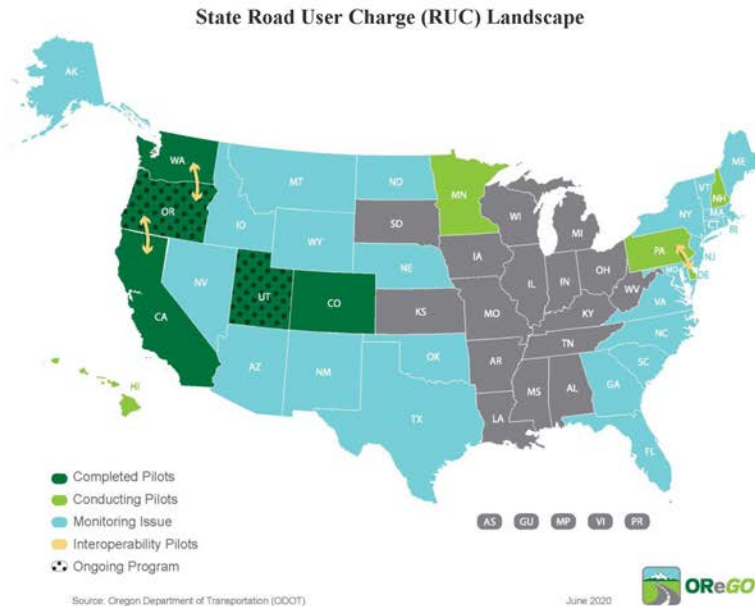 State Road User Charge (RUC) Landscape
AK
WA
MT
ND
MN
ME
VT
NH
OR
ID
SD
WI
NY
MA
CT
RI
WY
MI
PA
NJ
NV
NE
IA
OH
MD
DE
UT
CO
IL
IN
WV
VA
CA
KS
MO
KY
NC
AZ
NM
OK
AR
TN
SC
MS
AL
GA
TX
LA
FL
HI
Completed Pilots
Conducting Pilots
Monitoring Issue
Interoperability Pilots
Ongoing Program
AS GU MP VI PR
Source: Oregon Department of Transportation (ODOT)
June 2020
OReGO